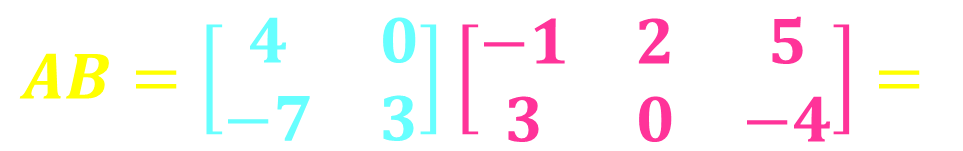 AB = [4 0 −7 3] [−1 2 5 3 0 −4] =